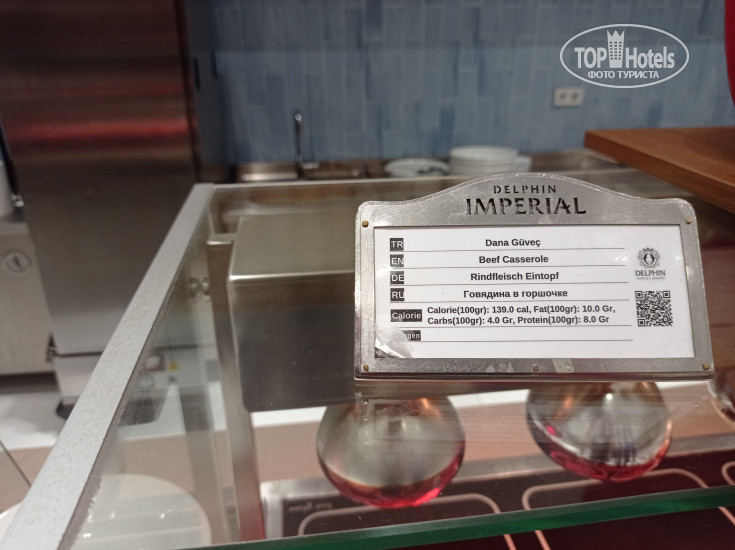 TOP Hotels
ФОТО ТУРИСТА
DELPHIN
IMPERIAL
TR Dana Güveç
EN Beef Casserole
DE Rindfleisch Eintopf
RU Говядина в горшочке
DELPHIN
Calorie Calorie(100gr): 139.0 cal, Fat(100gr): 10.0 Gr,
Carbs(100gr): 4.0 Gr, Protein(100gr): 8.0 Gr